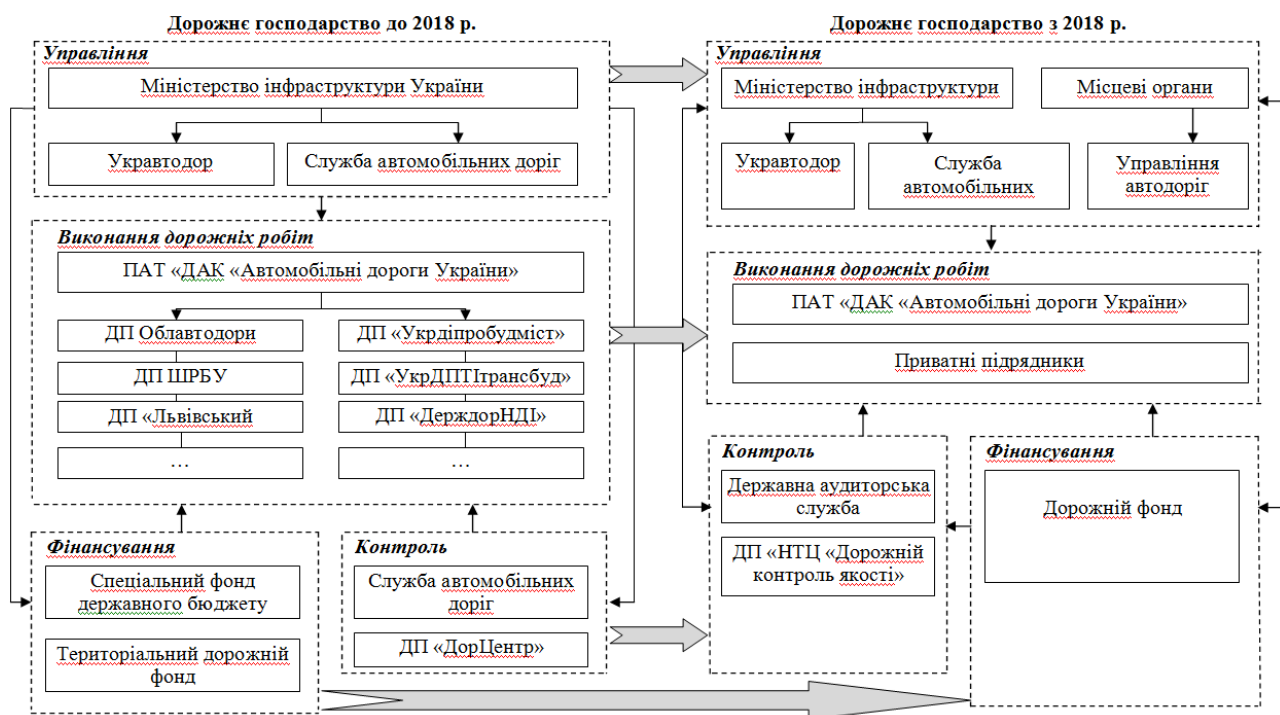 Дорожнє господарство до 2018 р.
Управління
Міністерство інфраструктури України
Укравтодор
Служба автомобільних доріг
Виконання дорожніх робіт
ПАТ «ДАК «Автомобільні дороги України»
ДП Облавтодори
ДП «Укрдіпробудміст»
ДП ШРБУ
ДП «УкрДПТІтрансбуд»
ДП «Львівський
ДП «ДерждорНДІ»
…
…
Фінансування
Спеціальний фонд
державного бюджету
Територіальний дорожній
фонд
Контроль
Служба автомобільних
доріг
ДП «ДорЦентр»
Дорожнє господарство з 2018 р.
Управління
Міністерство інфраструктури
Місцеві органи
Укравтодор
Служба
автомобільних
Управління
автодоріг
Виконання дорожніх робіт
ПАТ «ДАК «Автомобільні дороги України»
Приватні підрядники
Контроль
Державна аудиторська
служба
ДП «НТЦ «Дорожній
контроль якості»
Фінансування
Дорожній фонд